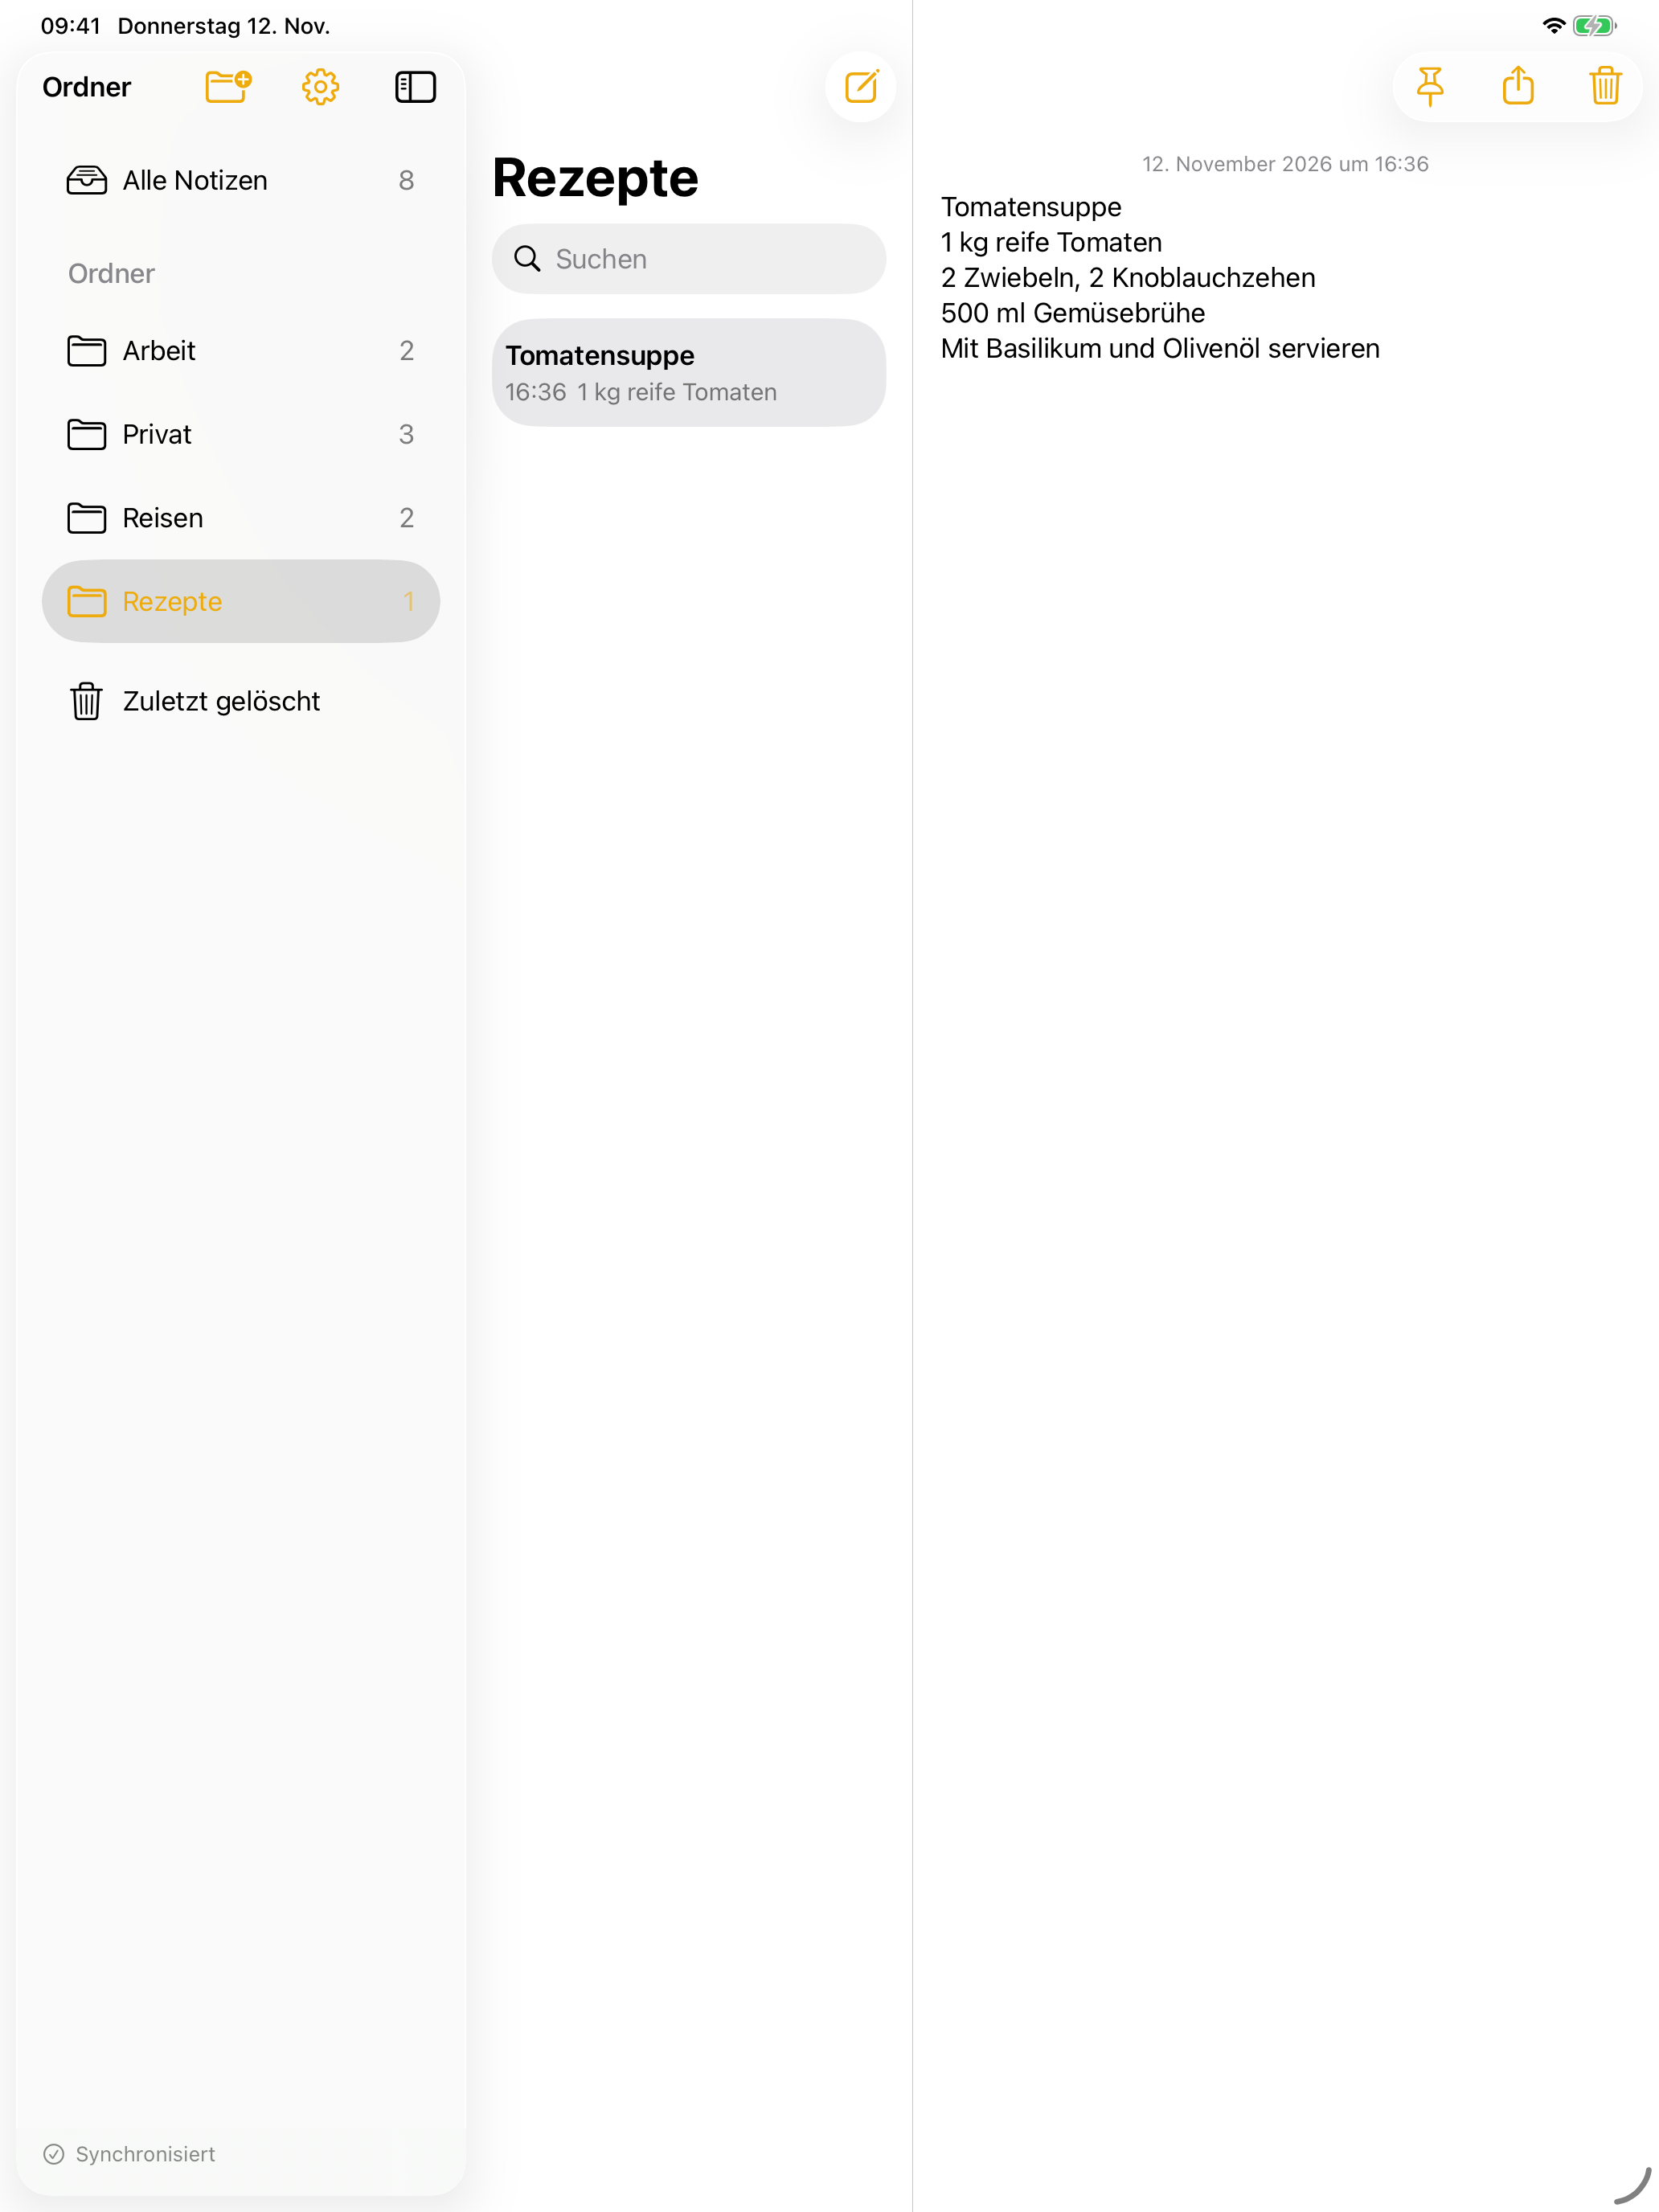 09:41 Donnerstag 12. Nov.
Ordner
Alle Notizen 8
Ordner
Arbeit 2
Privat 3
Reisen 2
Rezepte 1
Zuletzt gelöscht
Synchronisiert
Rezepte
Suchen
Tomatensuppe
16:36 1 kg reife Tomaten
12. November 2026 um 16:36
Tomatensuppe
1 kg reife Tomaten
2 Zwiebeln, 2 Knoblauchzehen
500 ml Gemüsebrühe
Mit Basilikum und Olivenöl servieren